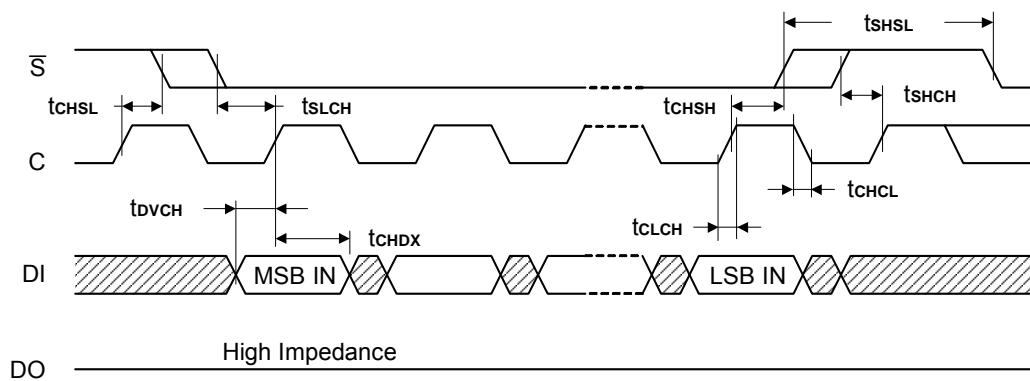 tSHSL
S̅
tCHSL
tSLCH
tCHSH
tSHCH
C
tDVCH
tCHDX
tCLCH
tCHCL
DI
MSB IN
LSB IN
High Impedance
DO